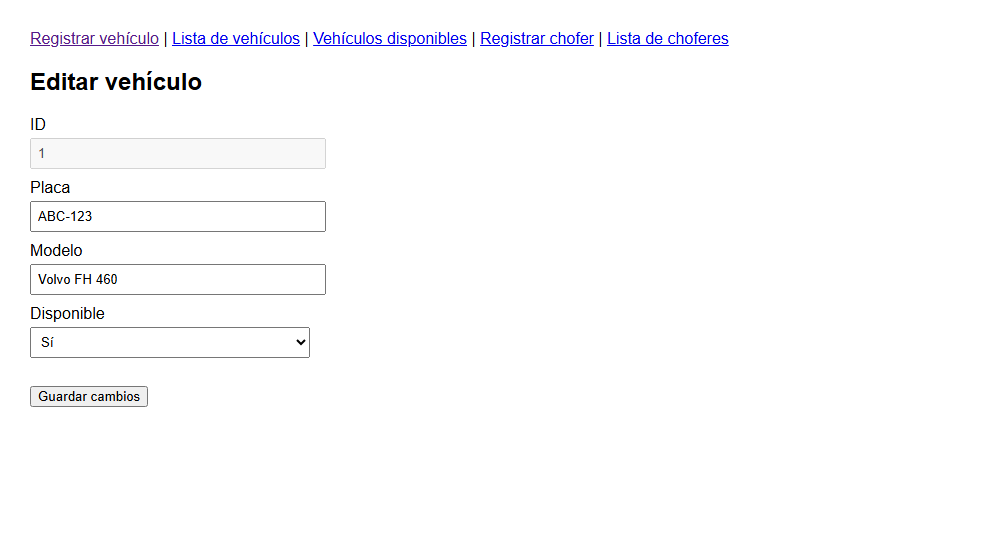 Registrar vehículo | Lista de vehículos | Vehículos disponibles | Registrar chofer | Lista de choferes
Editar vehículo
ID
1
Placa
ABC-123
Modelo
Volvo FH 460
Disponible
Sí
Guardar cambios